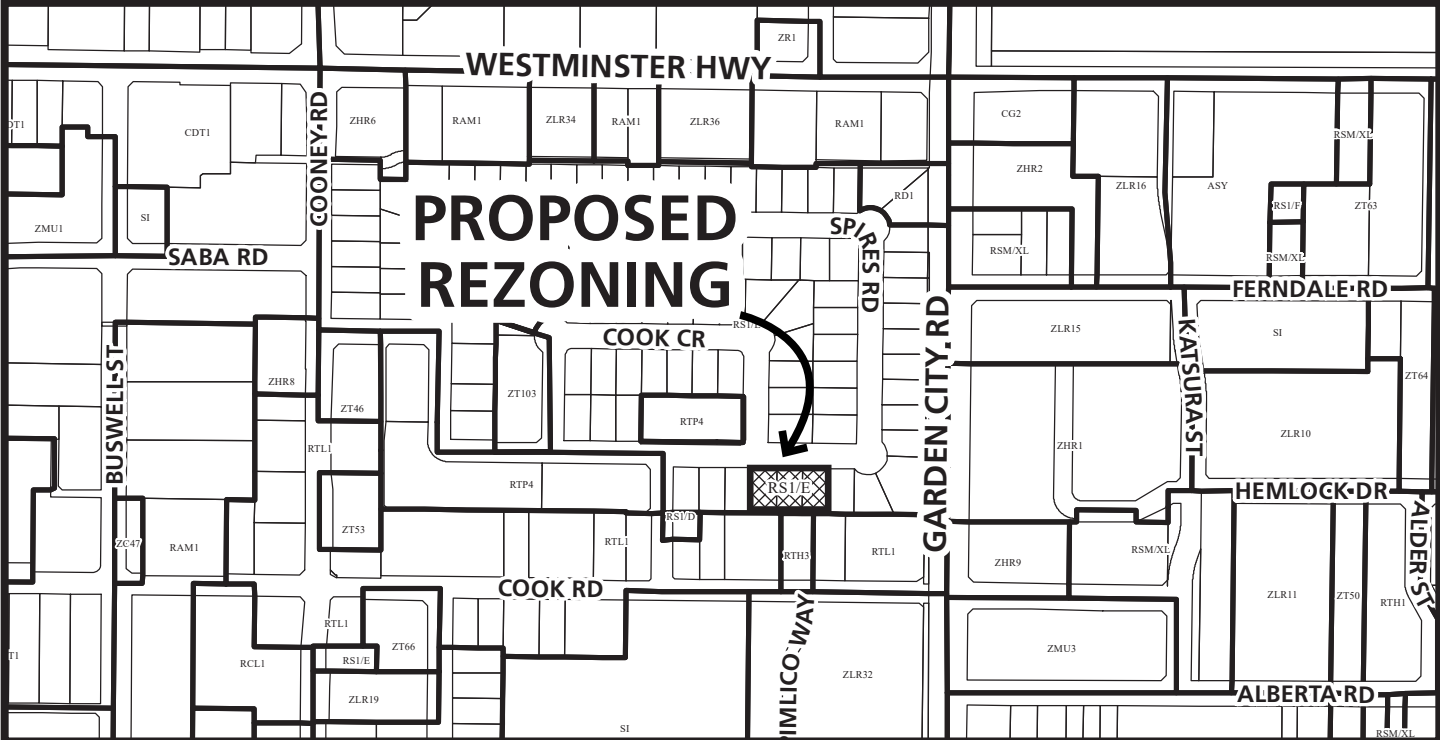 ZR1
WESTMINSTER HWY
CDT1
COONEY RD
ZHR6
RAM1
ZLR34
RAM1
ZLR36
RAM1
CG2
RSM/XL
ZHR2
ZLR16
ASY
SI
ZMU1
RD1
RS1/F
ZT63
PROPOSED
REZONING
SPIRES RD
RSM/XL
RSM/XL
SABA RD
FERNDALE RD
GARDEN CITY RD
ZLR15
KATSURA ST
SI
RS1/E
COOK CR
BUSWELL ST
ZHR8
ZT46
ZT103
RTP4
ZT64
RTL1
ZHR1
ZLR10
RTP4
RS1/E
HEMLOCK DR
ALDER ST
RS1/D
ZC47
RAM1
ZT53
RTL1
RTH3
RTL1
ZHR9
RSM/XL
COOK RD
ZLR11
ZT50
RTH1
RTL1
ZT66
PIMLICO WAY
RCL1
RS1/E
ZMU3
T1
ZLR19
ZLR32
ALBERTA RD
SI
RSM/XL